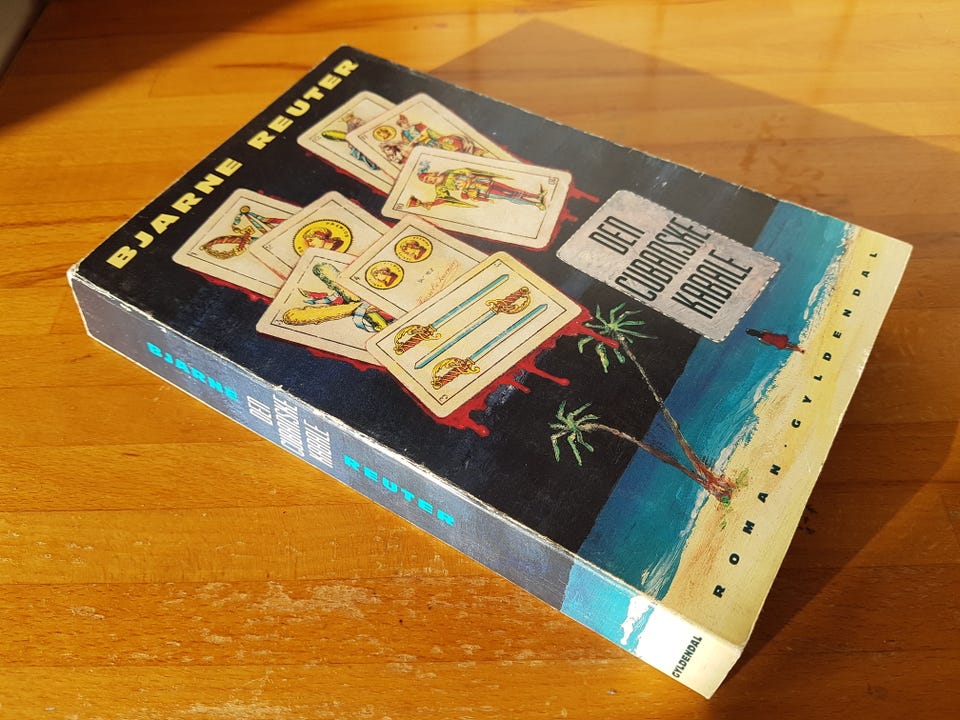 BJARNE REUTER
DEN
CUBANSKE
KABALE
ROMAN · GYLDENDAL
BJARNE
DEN
CUBANSKE
KABALE
REUTER
GYLDENDAL